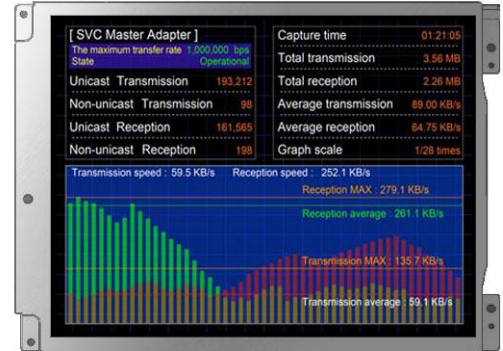 [ SVC Master Adapter ]
The maximum transfer rate 1,000,000 bps
State Operational
Unicast Transmission 193,212
Non-unicast Transmission 98
Unicast Reception 161,565
Non-unicast Reception 198
Capture time 01:21:05
Total transmission 3.56 MB
Total reception 2.26 MB
Average transmission 89.00 KB/s
Average reception 64.75 KB/s
Graph scale 1/28 times
Transmission speed : 59.5 KB/s Reception speed : 252.1 KB/s
Reception MAX : 279.1 KB/s
Reception average : 261.1 KB/s
Transmission MAX : 135.7 KB/s
Transmission average : 59.1 KB/s